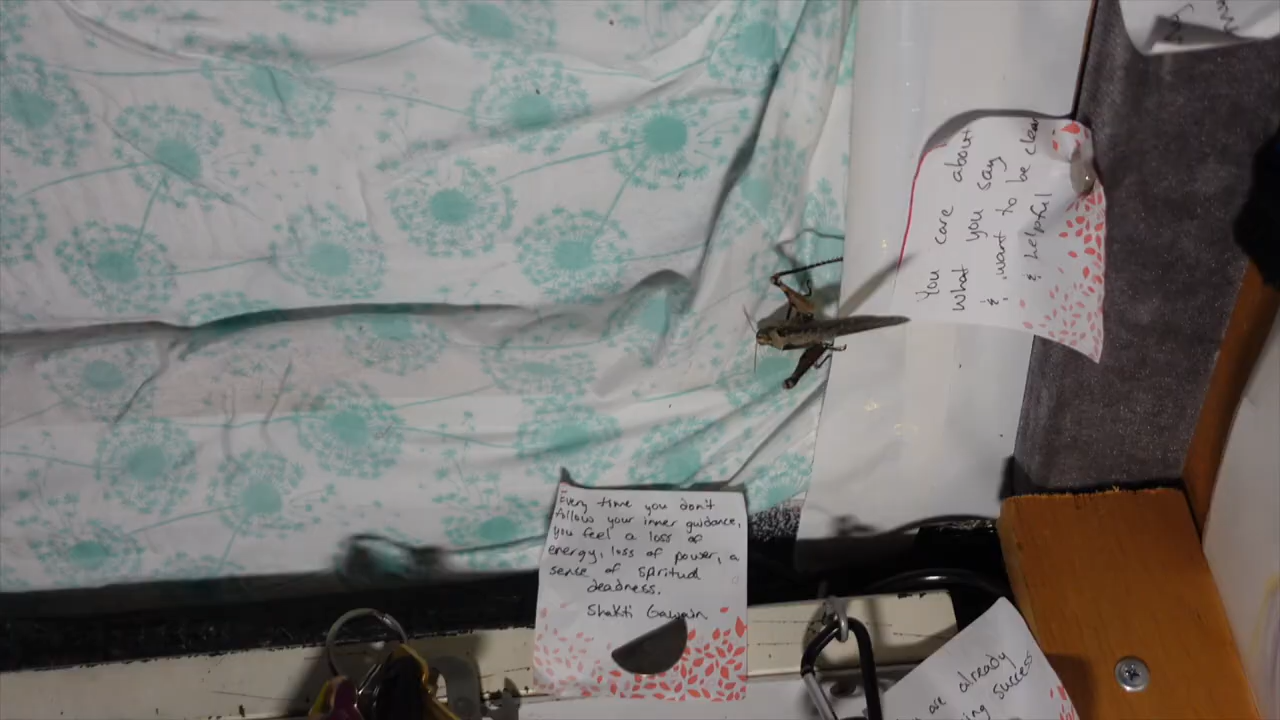 You care about
what you say
& want to be clear
& helpful
Every time you don't
follow your inner guidance,
you feel a loss of
energy, loss of power, a
sense of spiritual
deadness.
Shakti Gawain
are already
success